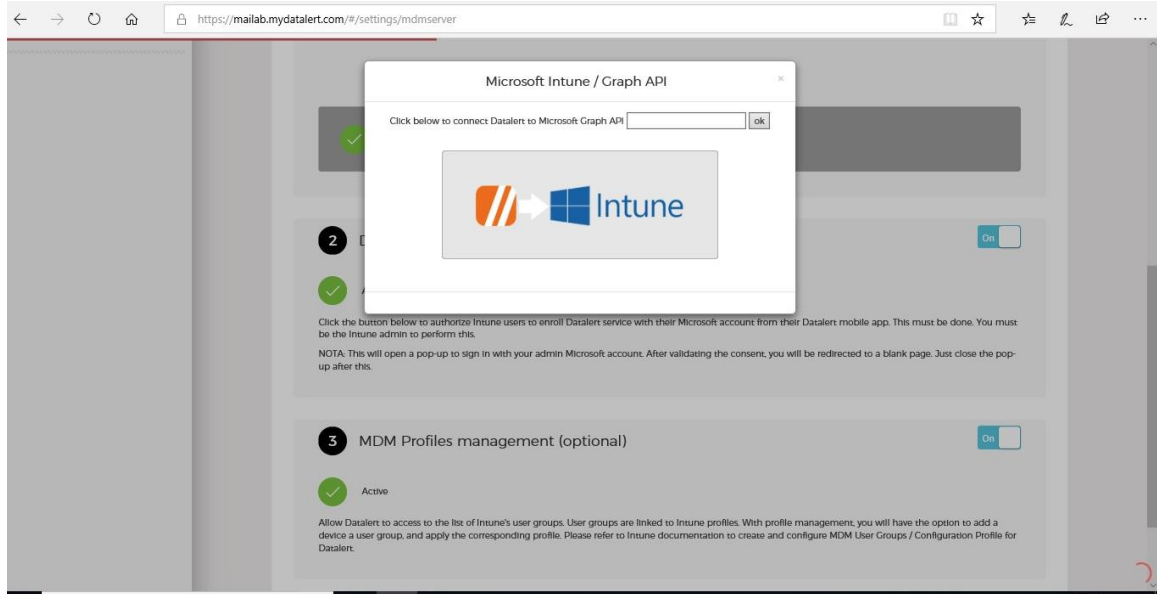 https://mailab.mydatalert.com/#/settings/mdmserver
Microsoft Intune / Graph API
×
Click below to connect Datalert to Microsoft Graph API
ok
Intune
2
On
Click the button below to authorize Intune users to enroll Datalert service with their Microsoft account from their Datalert mobile app. This must be done. You must
be the Intune admin to perform this.
NOTA: This will open a pop-up to sign in with your admin Microsoft account. After validating the consent, you will be redirected to a blank page. Just close the pop-
up after this.
3
MDM Profiles management (optional)
On
Active
Allow Datalert to access to the list of Intune's user groups. User groups are linked to Intune profiles. With profile management, you will have the option to add a
device a user group, and apply the corresponding profile. Please refer to Intune documentation to create and configure MDM User Groups / Configuration Profile for
Datalert.